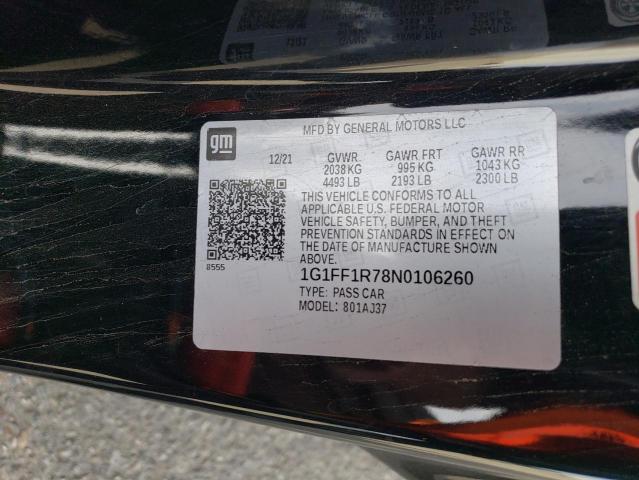 gm
MFD BY GENERAL MOTORS LLC
12/21 GVWR GAWR FRT GAWR RR
2038 KG 995 KG 1043 KG
4493 LB 2193 LB 2300 LB
THIS VEHICLE CONFORMS TO ALL
APPLICABLE U.S. FEDERAL MOTOR
VEHICLE SAFETY, BUMPER, AND THEFT
PREVENTION STANDARDS IN EFFECT ON
THE DATE OF MANUFACTURE SHOWN
ABOVE.
8555
1G1FF1R78N0106260
TYPE: PASS CAR
MODEL: 801AJ37